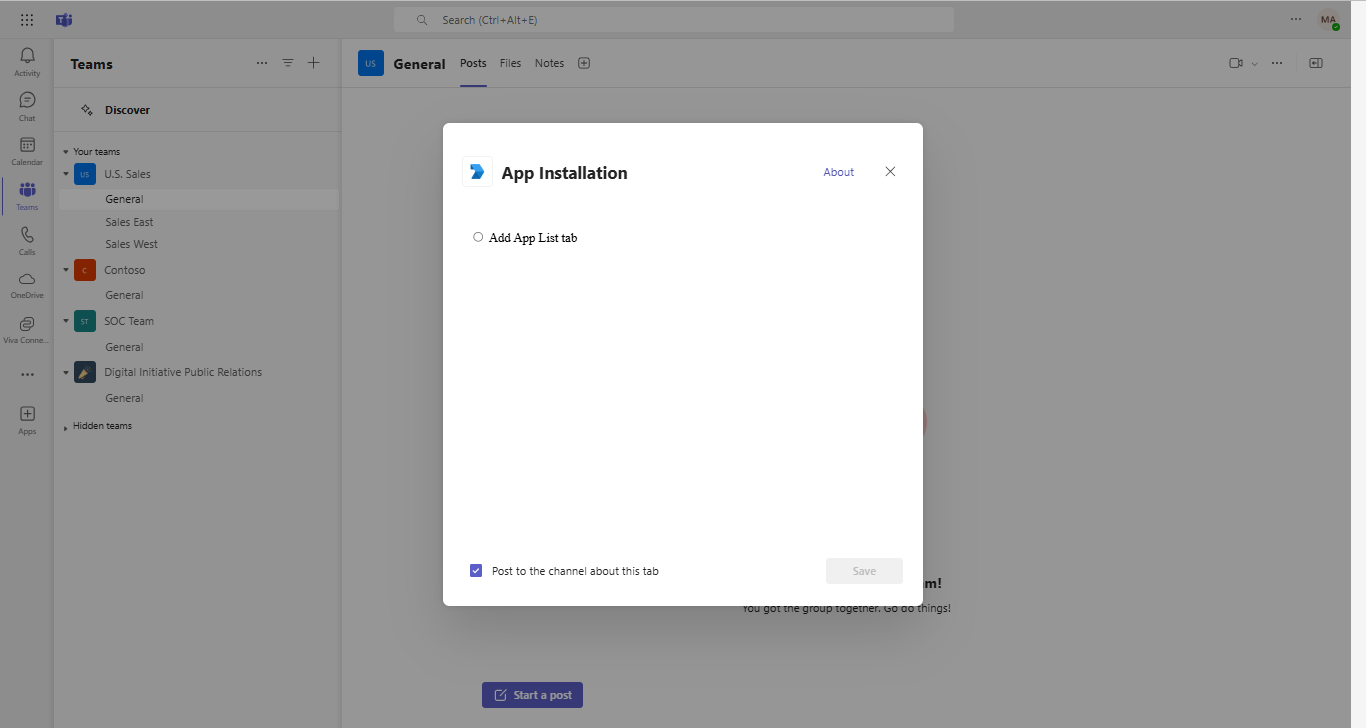 Search (Ctrl+Alt+E)
MA
Activity
Chat
Calendar
Teams
Calls
OneDrive
Viva Conne...
Apps
Teams
Discover
Your teams
US U.S. Sales
General
Sales East
Sales West
C Contoso
General
ST SOC Team
General
Digital Initiative Public Relations
General
Hidden teams
US General Posts Files Notes
App Installation About
Add App List tab
Post to the channel about this tab Save
m!
You got the group together. Go do things!
Start a post